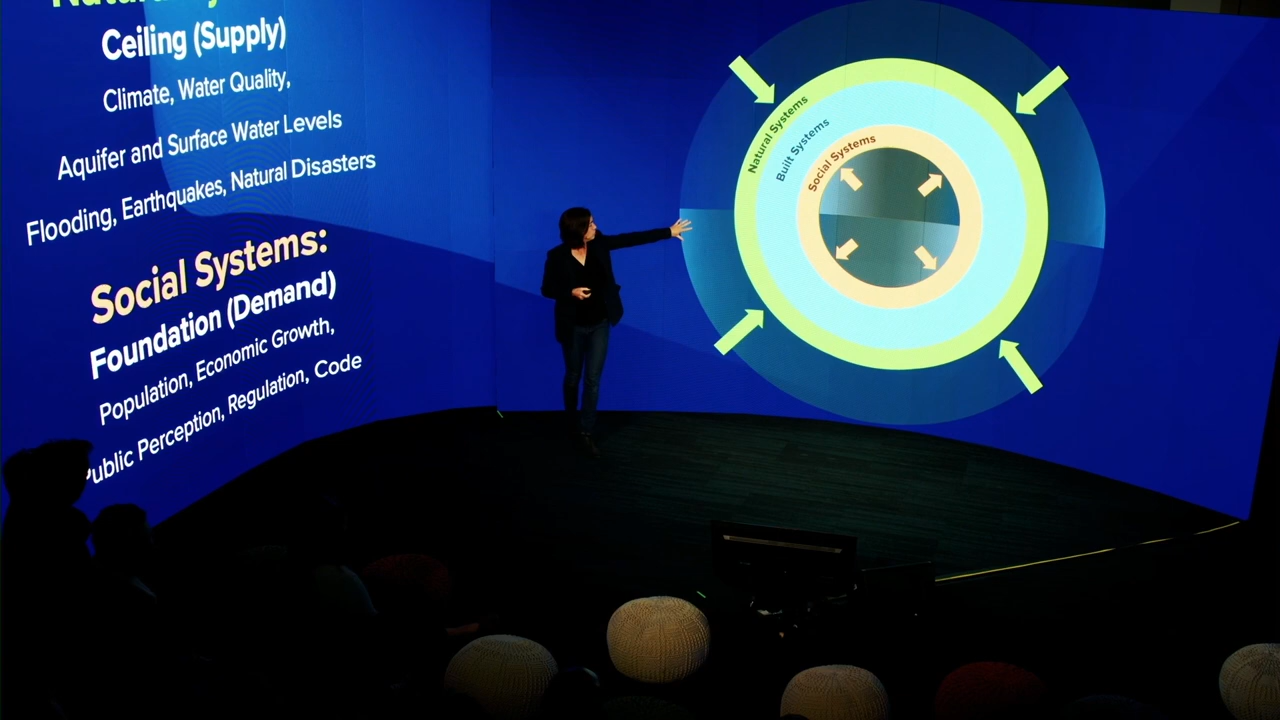 Ceiling (Supply)
Climate, Water Quality,
Aquifer and Surface Water Levels
Flooding, Earthquakes, Natural Disasters
Social Systems:
Foundation (Demand)
Population, Economic Growth,
Public Perception, Regulation, Code
Natural Systems
Built Systems
Social Systems